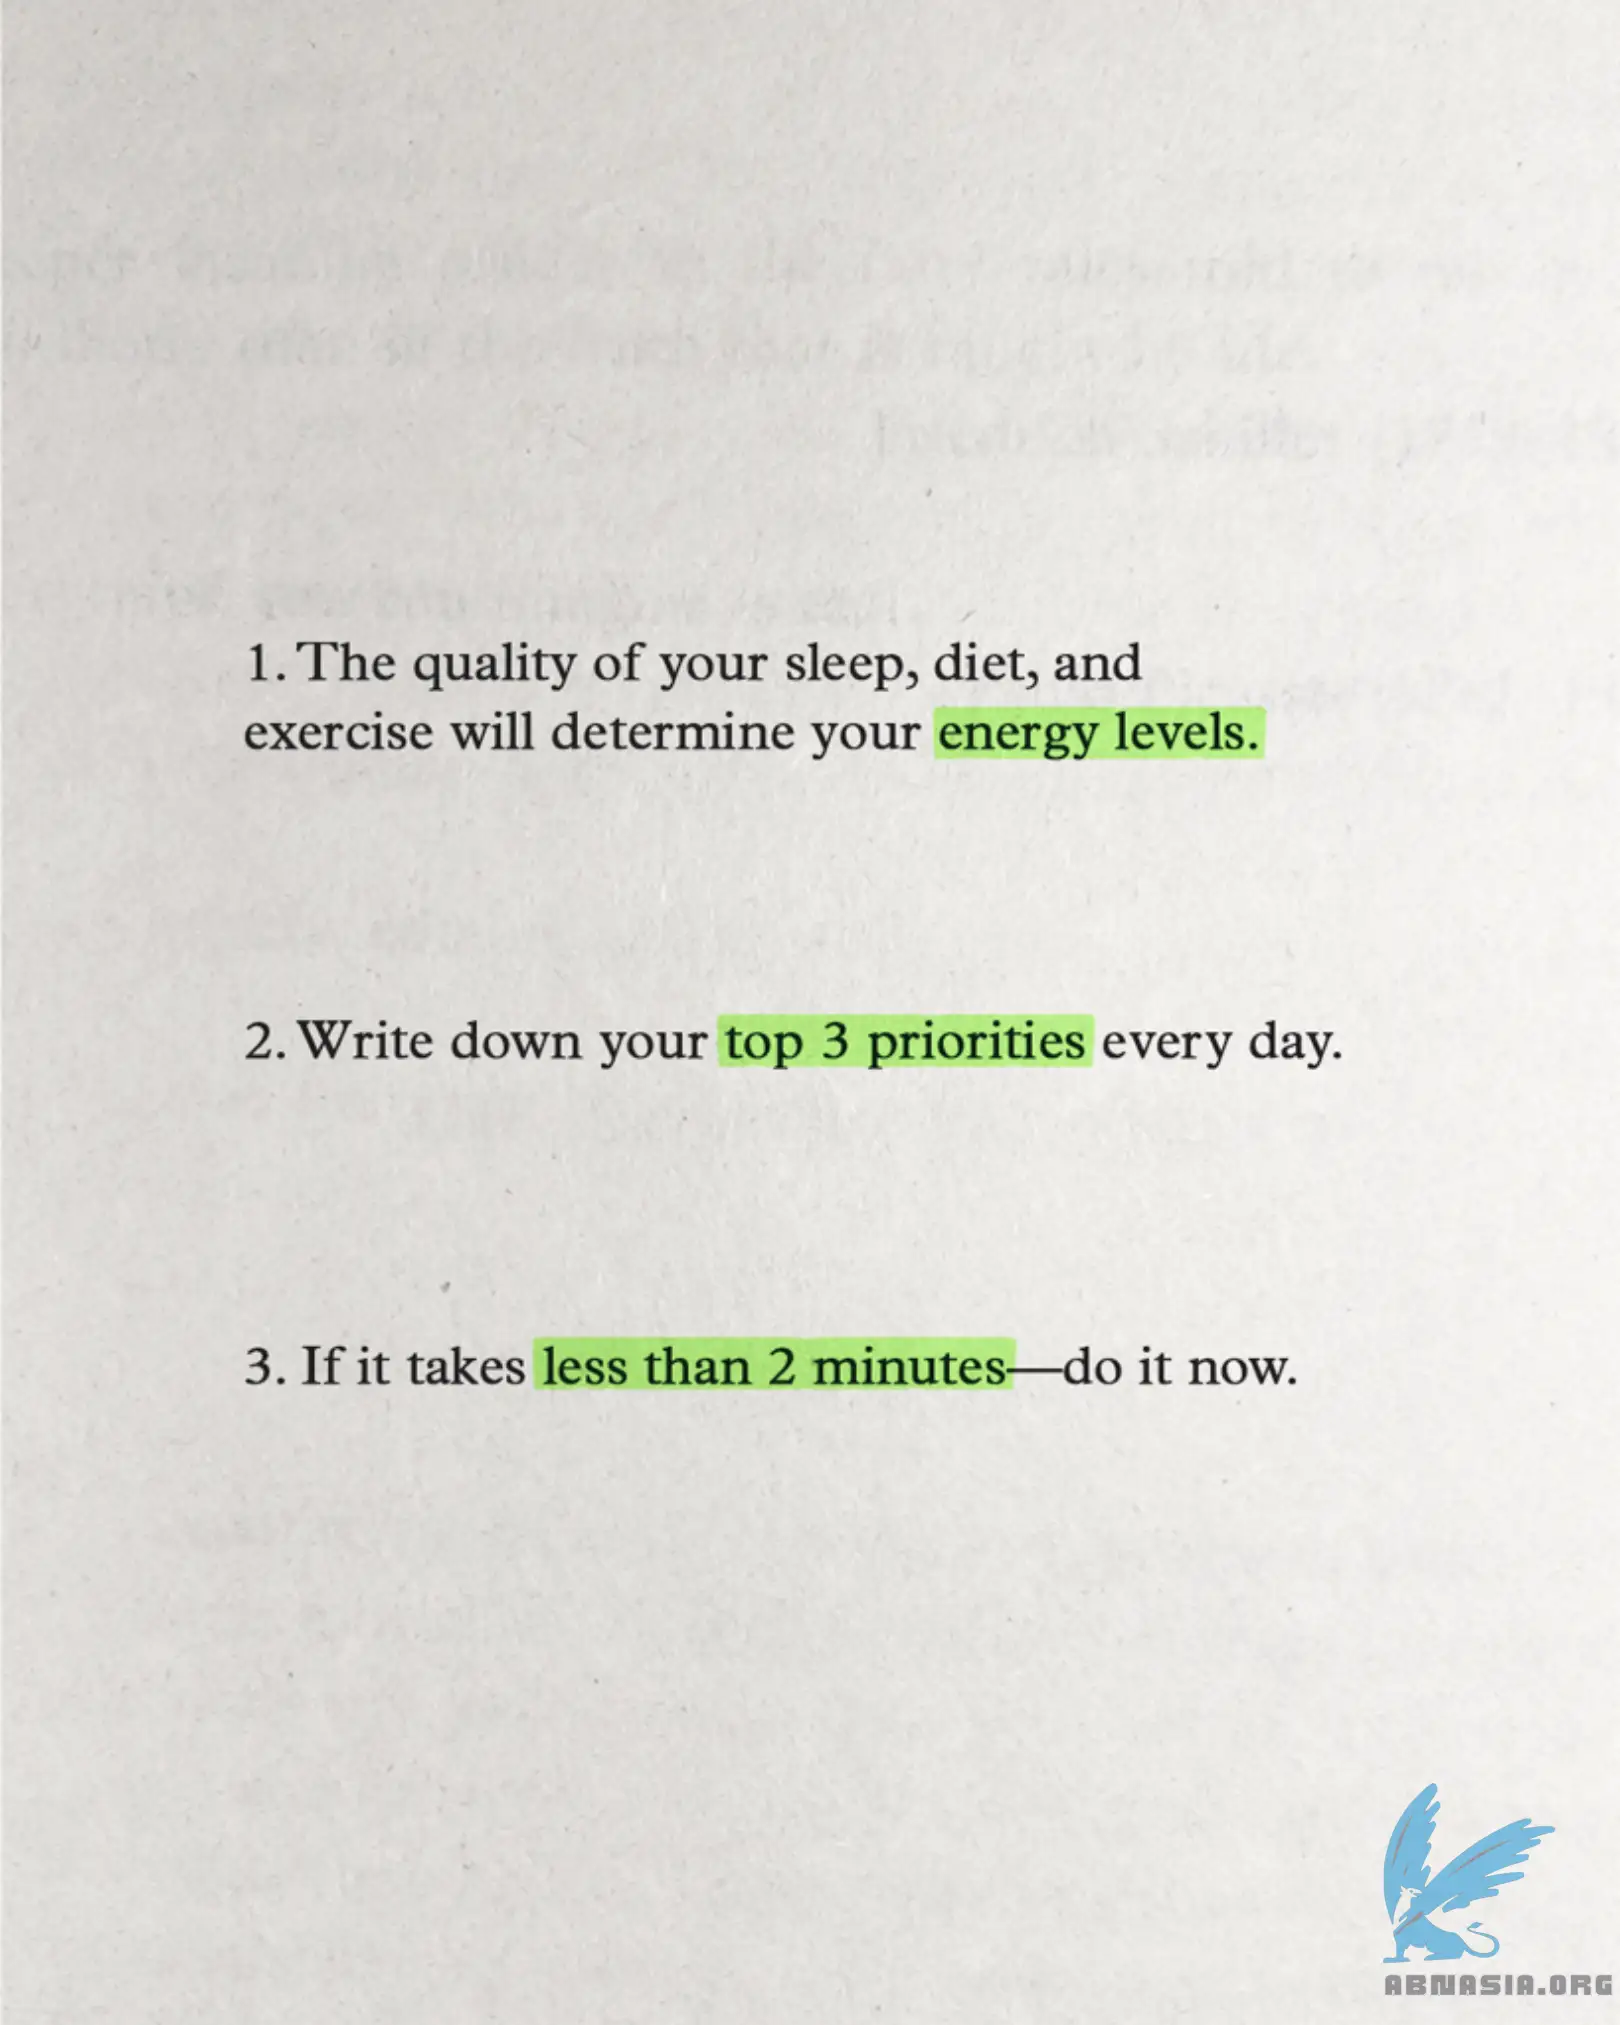 1. The quality of your sleep, diet, and
exercise will determine your energy levels.
2. Write down your top 3 priorities every day.
3. If it takes less than 2 minutes—do it now.
ABNASIA.ORG